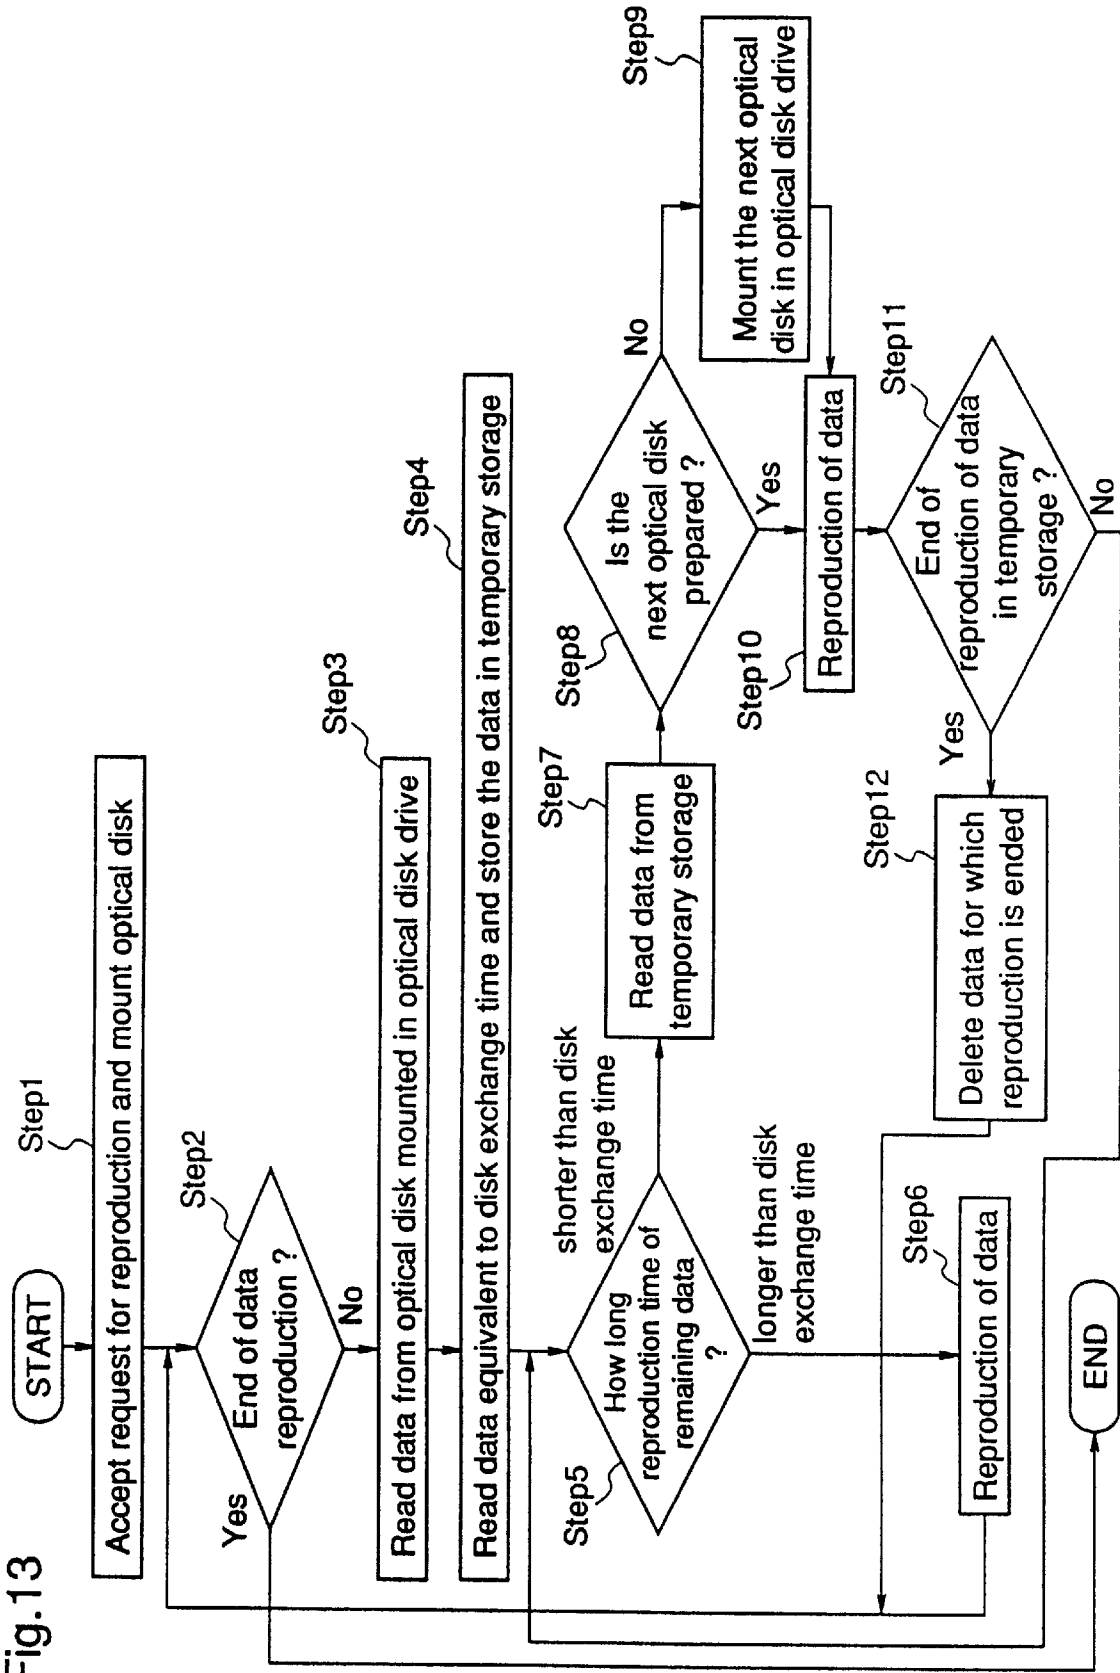 Fig.13
START
Step1
Accept request for reproduction and mount optical disk
Step2
End of data
reproduction ?
Yes
No
Step3
Read data from optical disk mounted in optical disk drive
Step4
Read data equivalent to disk exchange time and store the data in temporary storage
Step5
How long
reproduction time of
remaining data
?
shorter than disk
exchange time
longer than disk
exchange time
Step6
Reproduction of data
Step7
Read data from
temporary storage
Step8
Is the
next optical disk
prepared ?
No
Yes
Step9
Mount the next optical
disk in optical disk drive
Step10
Reproduction of data
Step11
End of
reproduction of data
in temporary
storage ?
Yes
No
Step12
Delete data for which
reproduction is ended
END